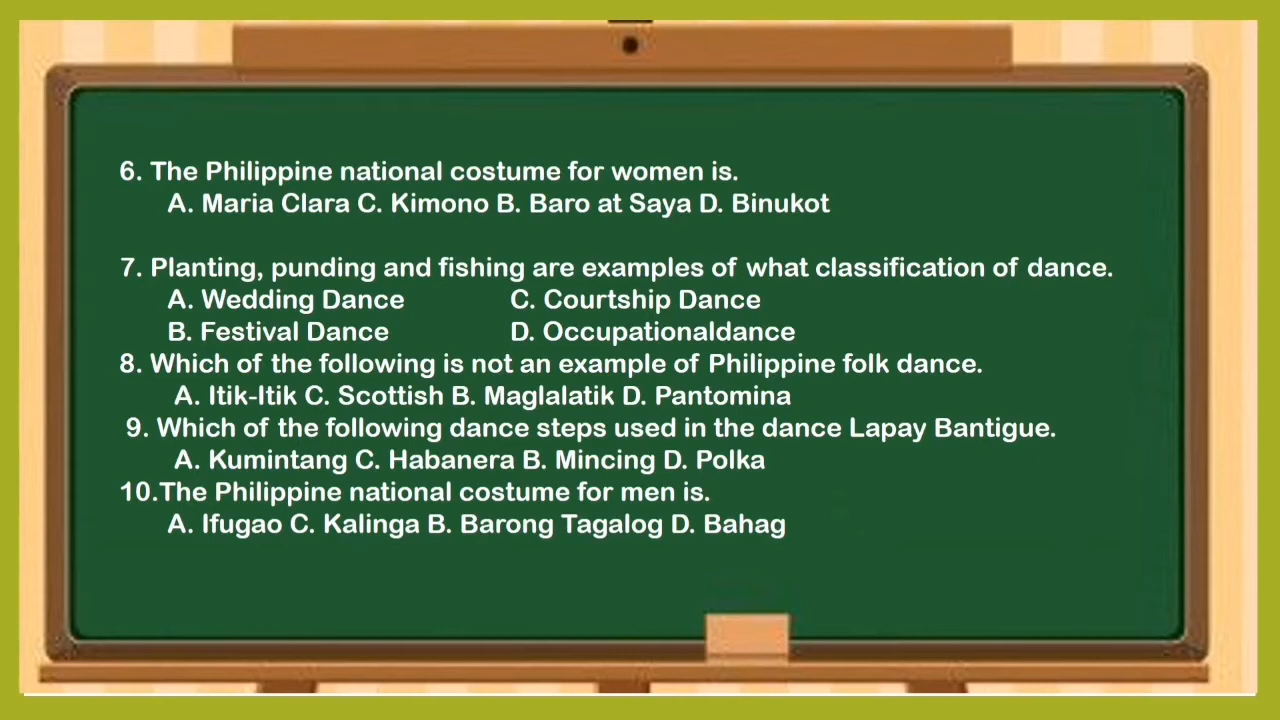 6. The Philippine national costume for women is.
A. Maria Clara C. Kimono B. Baro at Saya D. Binukot
7. Planting, punding and fishing are examples of what classification of dance.
A. Wedding Dance C. Courtship Dance
B. Festival Dance D. Occupationaldance
8. Which of the following is not an example of Philippine folk dance.
A. Itik-Itik C. Scottish B. Maglalatik D. Pantomina
9. Which of the following dance steps used in the dance Lapay Bantigue.
A. Kumintang C. Habanera B. Mincing D. Polka
10.The Philippine national costume for men is.
A. Ifugao C. Kalinga B. Barong Tagalog D. Bahag